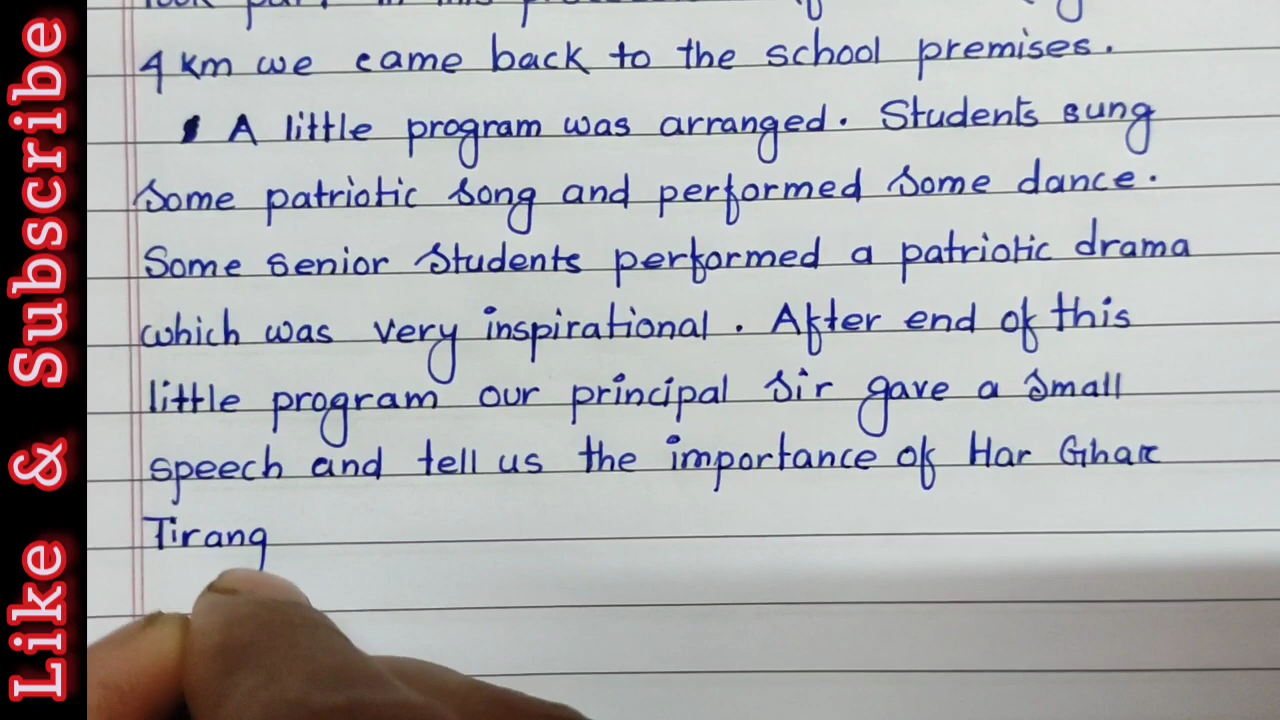 4 km we came back to the school premises.
A little program was arranged. Students sung
some patriotic song and performed some dance.
Some senior students performed a patriotic drama
which was very inspirational. After end of this
little program our principal sir gave a small
speech and tell us the importance of Har Ghar
Tirang
Like & Subscribe